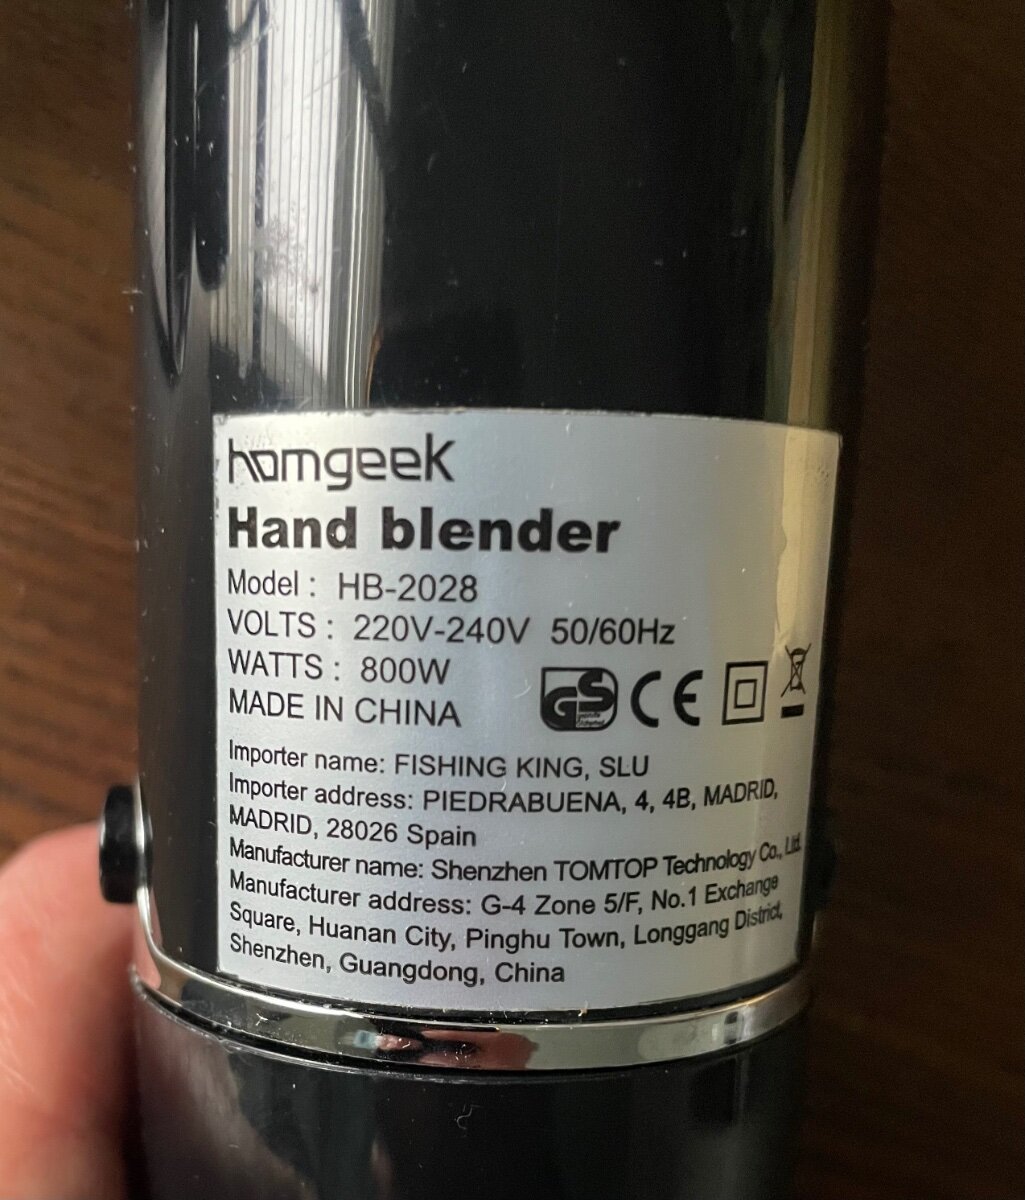 homgeek
Hand blender
Model : HB-2028
VOLTS : 220V-240V 50/60Hz
WATTS : 800W
MADE IN CHINA
GS CE
Importer name: FISHING KING, SLU
Importer address: PIEDRABUENA, 4, 4B, MADRID,
MADRID, 28026 Spain
Manufacturer name: Shenzhen TOMTOP Technology Co., Ltd.
Manufacturer address: G-4 Zone 5/F, No.1 Exchange
Square, Huanan City, Pinghu Town, Longgang District,
Shenzhen, Guangdong, China